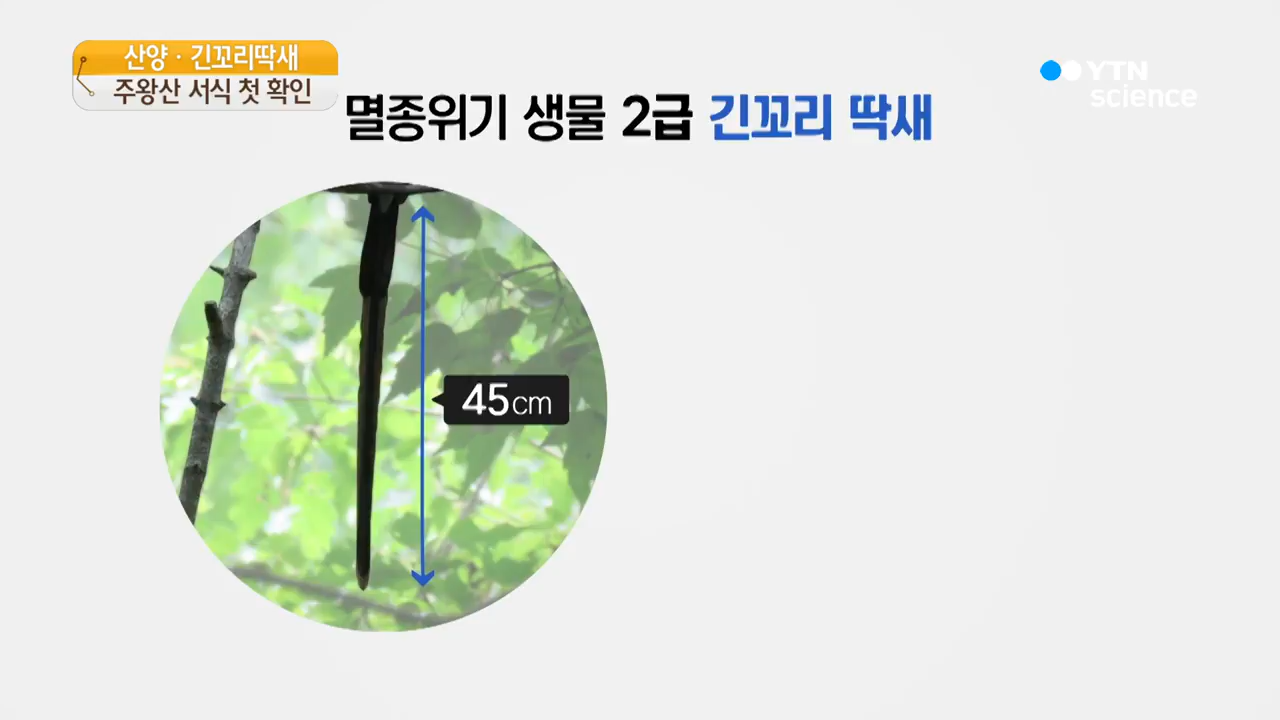 산양·긴꼬리딱새
주왕산 서식 첫 확인
YTN
science
멸종위기 생물 2급 긴꼬리 딱새
45cm